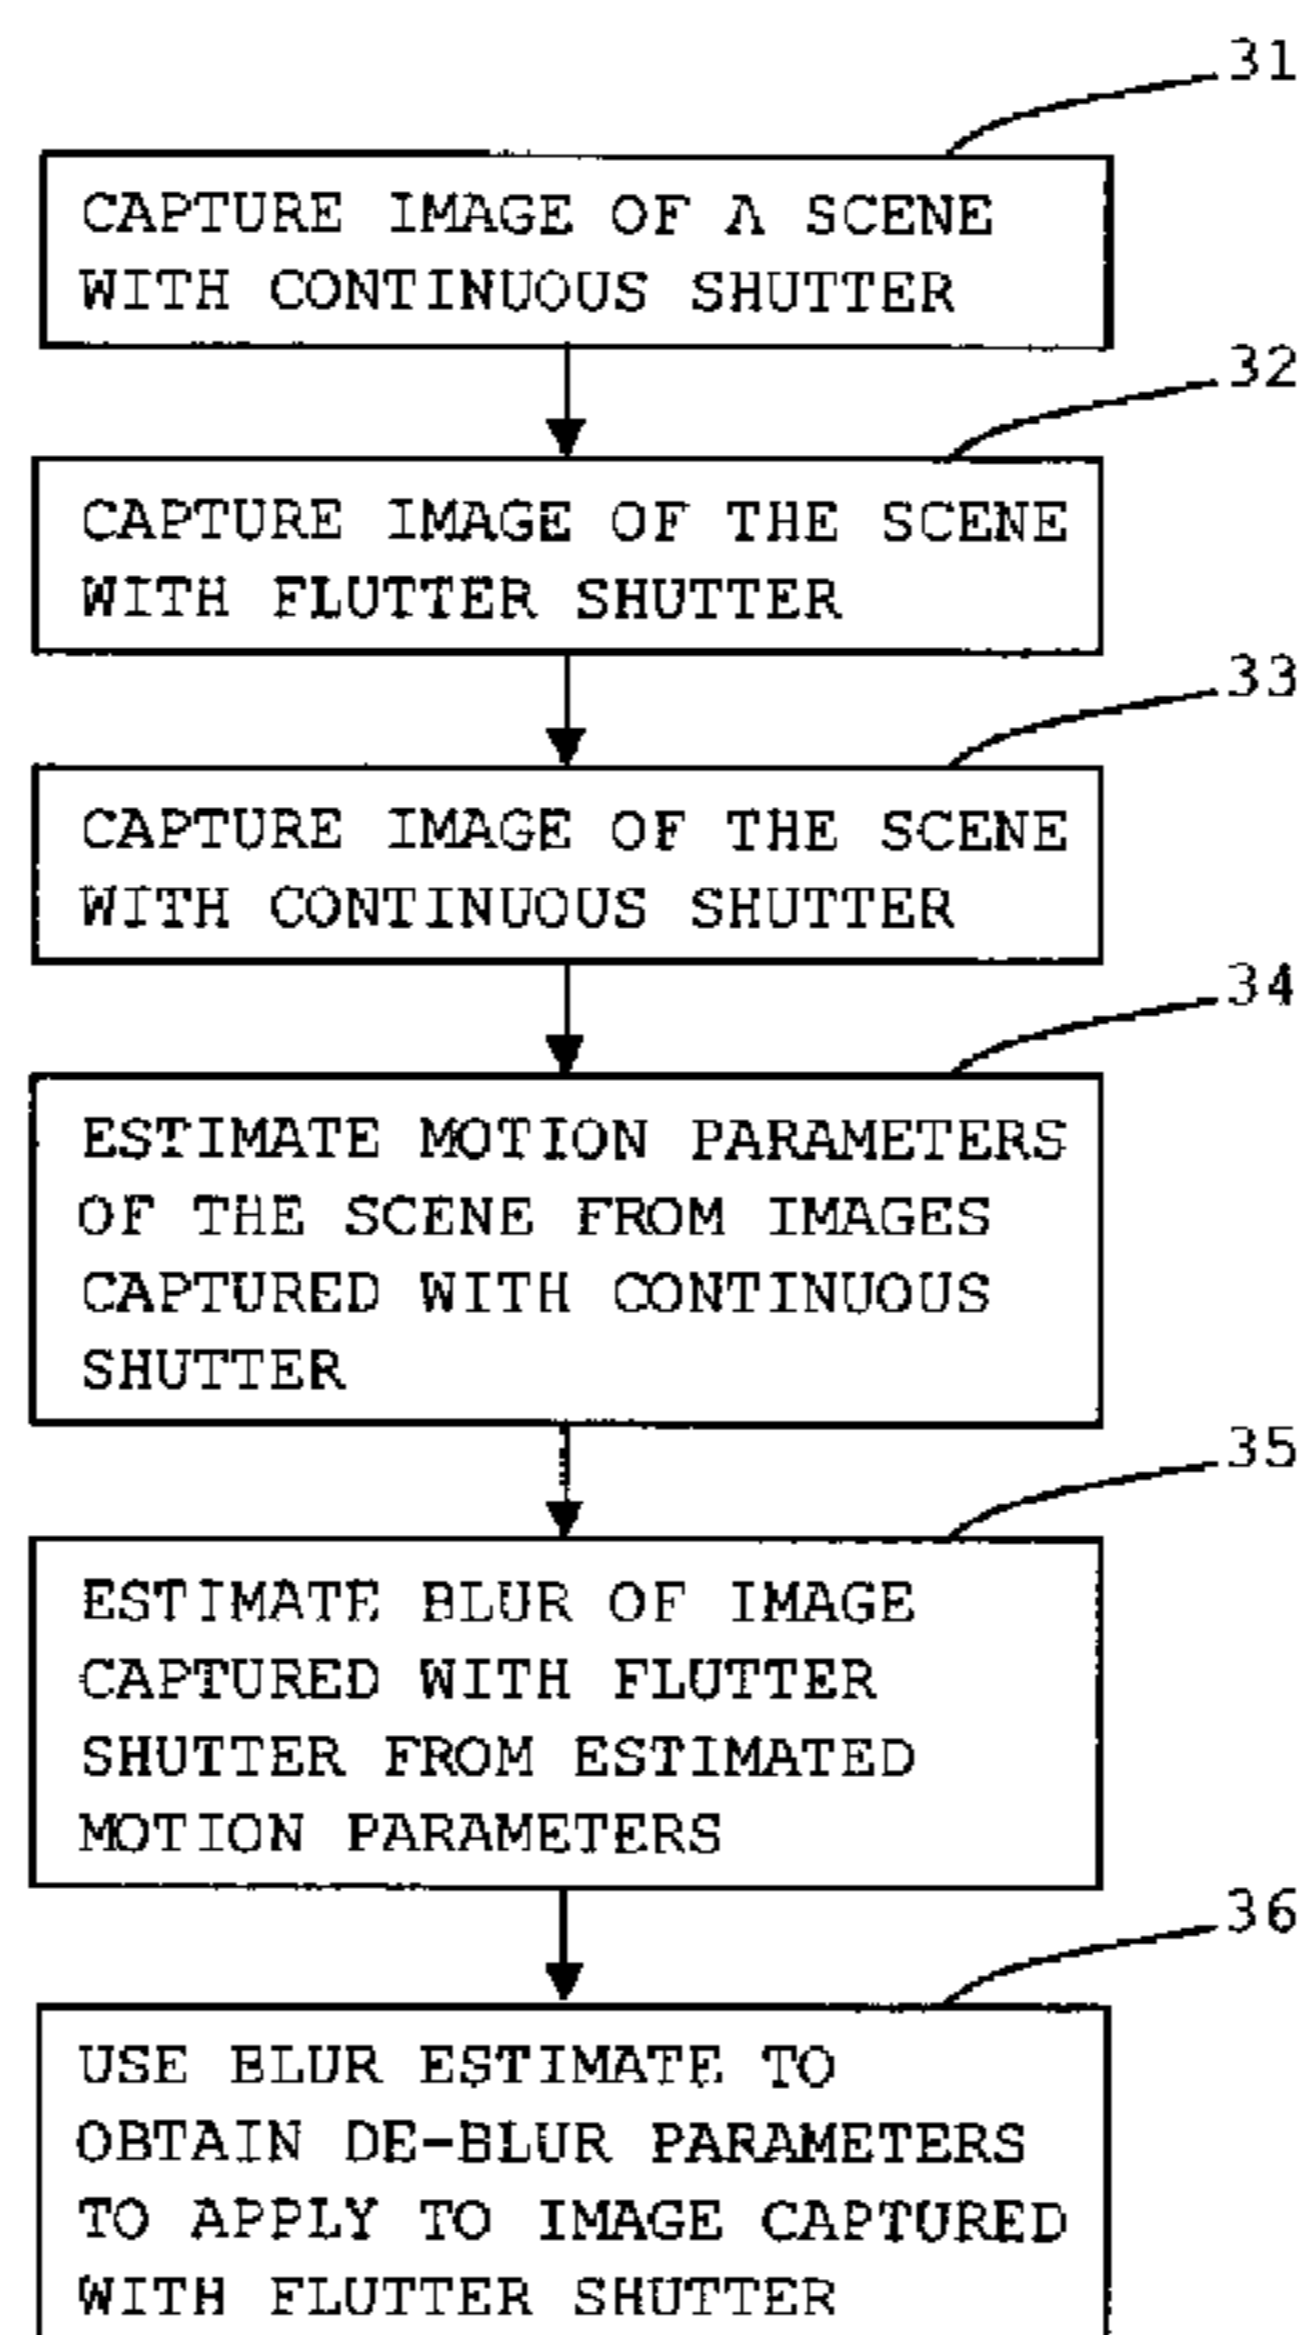 31
CAPTURE IMAGE OF A SCENE
WITH CONTINUOUS SHUTTER
32
CAPTURE IMAGE OF THE SCENE
WITH FLUTTER SHUTTER
33
CAPTURE IMAGE OF THE SCENE
WITH CONTINUOUS SHUTTER
34
ESTIMATE MOTION PARAMETERS
OF THE SCENE FROM IMAGES
CAPTURED WITH CONTINUOUS
SHUTTER
35
ESTIMATE BLUR OF IMAGE
CAPTURED WITH FLUTTER
SHUTTER FROM ESTIMATED
MOTION PARAMETERS
36
USE BLUR ESTIMATE TO
OBTAIN DE-BLUR PARAMETERS
TO APPLY TO IMAGE CAPTURED
WITH FLUTTER SHUTTER